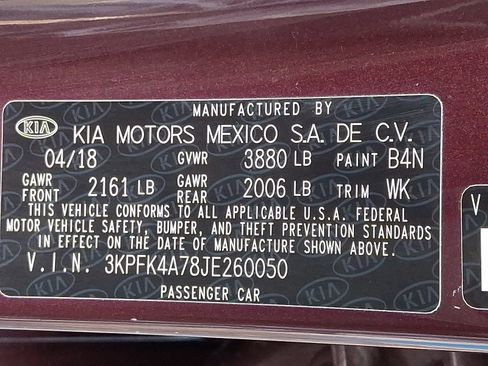 MANUFACTURED BY
KIA KIA MOTORS MEXICO S.A. DE C.V.
04/18 GVWR 3880 LB PAINT B4N
GAWR FRONT 2161 LB GAWR REAR 2006 LB TRIM WK
THIS VEHICLE CONFORMS TO ALL APPLICABLE U.S.A. FEDERAL
MOTOR VEHICLE SAFETY, BUMPER, AND THEFT PREVENTION STANDARDS
IN EFFECT ON THE DATE OF MANUFACTURE SHOWN ABOVE.
V.I.N. 3KPFK4A78JE260050
PASSENGER CAR
V